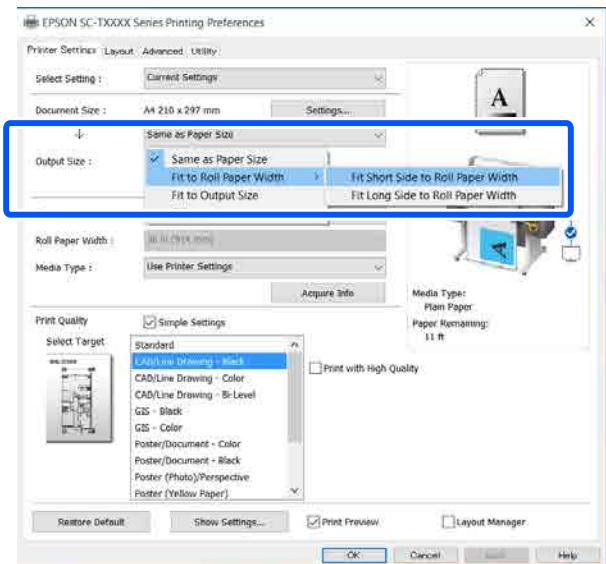 EPSON SC-TXXXX Series Printing Preferences
Printer Settings Layout Advanced Utility
Select Setting : Current Settings
Document Size : A4 210 x 297 mm Settings...
Same as Paper Size
Output Size : Same as Paper Size
Fit to Roll Paper Width Fit Short Side to Roll Paper Width
Fit to Output Size Fit Long Side to Roll Paper Width
Roll Paper Width : 36 in (914 mm)
Media Type : Use Printer Settings
Acquire Info
Media Type:
Plain Paper
Paper Remaining:
11 ft
Print Quality Simple Settings
Select Target
Standard
CAD/Line Drawing - Black
Print with High Quality
CAD/Line Drawing - Color
CAD/Line Drawing - Bi-Level
GIS - Black
GIS - Color
Poster/Document - Color
Poster/Document - Black
Poster (Photo)/Perspective
Poster (Yellow Paper)
Restore Default Show Settings... Print Preview Layout Manager
OK Cancel Help
A
A